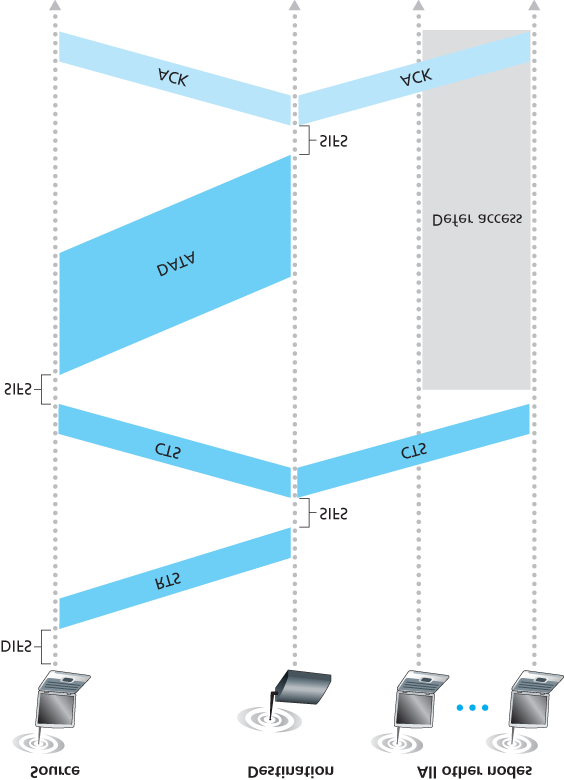 Source
Destination
All other nodes
DIFS
RTS
SIFS
CTS
CTS
SIFS
DATA
Defer access
SIFS
ACK
ACK